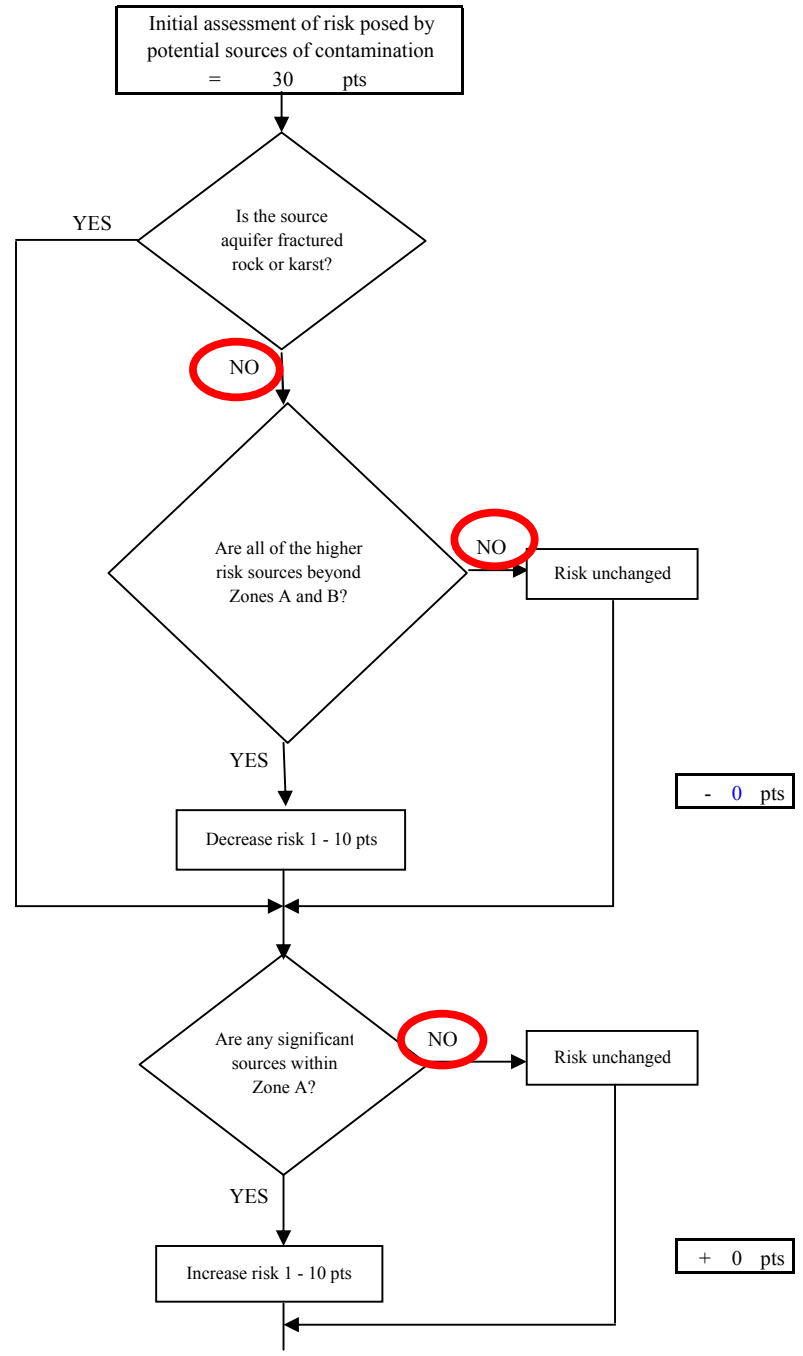 Initial assessment of risk posed by
potential sources of contamination
= 30 pts
YES
Is the source
aquifer fractured
rock or karst?
NO
Are all of the higher
risk sources beyond
Zones A and B?
NO
Risk unchanged
YES
- 0 pts
Decrease risk 1 - 10 pts
Are any significant
sources within
Zone A?
NO
Risk unchanged
YES
+ 0 pts
Increase risk 1 - 10 pts